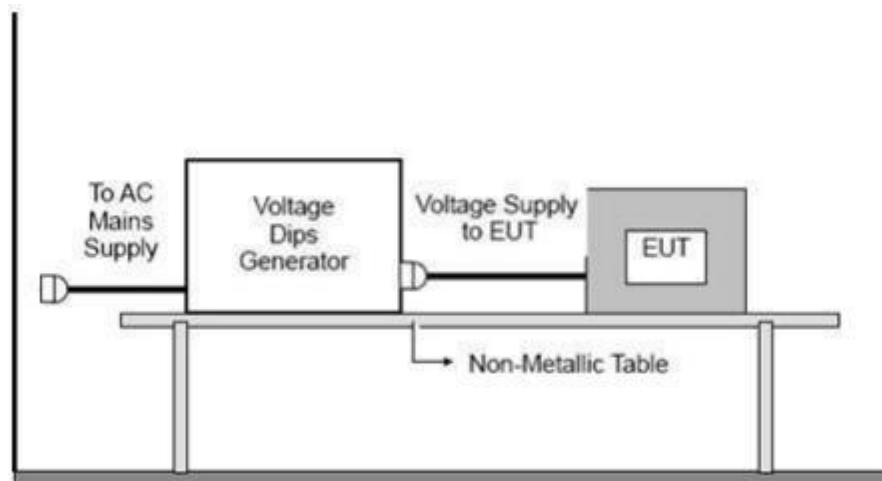 To AC
Mains
Supply
Voltage
Dips
Generator
Voltage Supply
to EUT
EUT
Non-Metallic Table